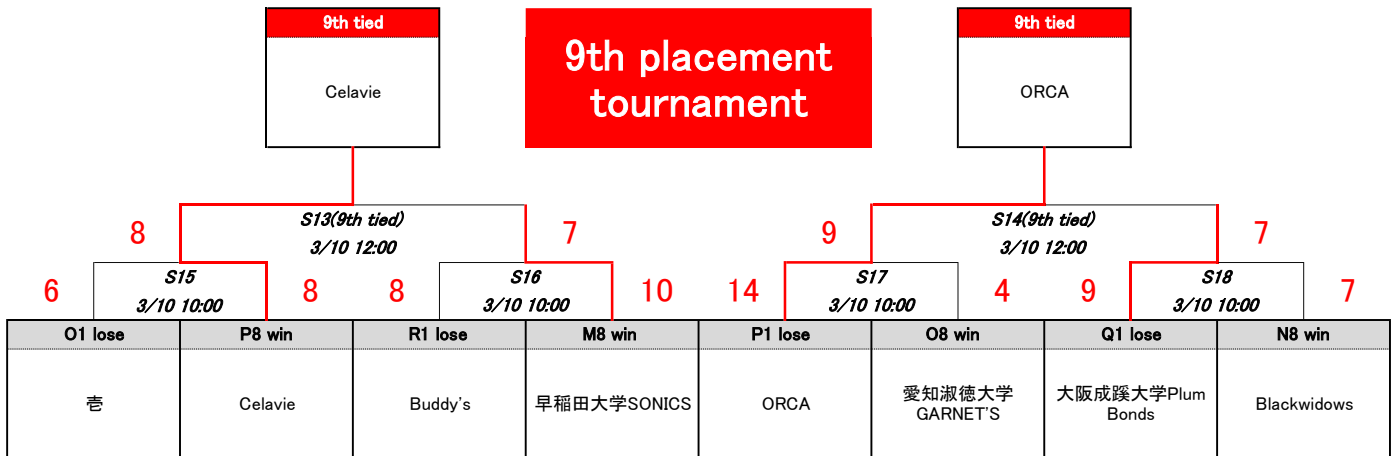 9th tied
9th placement
tournament
9th tied
Celavie
ORCA
8
S13(9th tied)
3/10 12:00
7
9
S14(9th tied)
3/10 12:00
7
6
S15
3/10 10:00
8
8
S16
3/10 10:00
10
14
S17
3/10 10:00
4
9
S18
3/10 10:00
7
O1 lose
P8 win
R1 lose
M8 win
P1 lose
O8 win
Q1 lose
N8 win
壱
Celavie
Buddy's
早稲田大学SONICS
ORCA
愛知淑徳大学
GARNET'S
大阪成蹊大学Plum
Bonds
Blackwidows